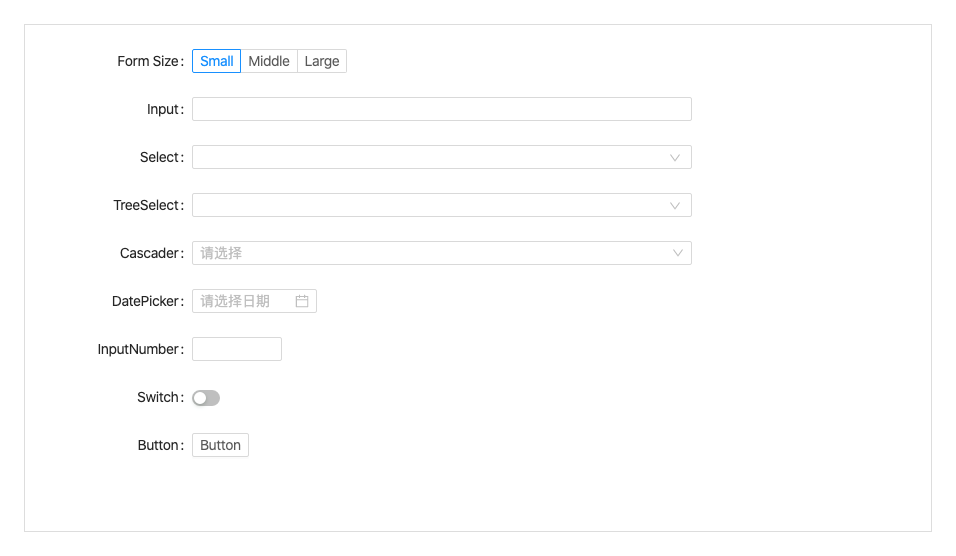 Form Size: Small Middle Large
Input:
Select:
TreeSelect:
Cascader: 请选择
DatePicker: 请选择日期
InputNumber:
Switch:
Button: Button